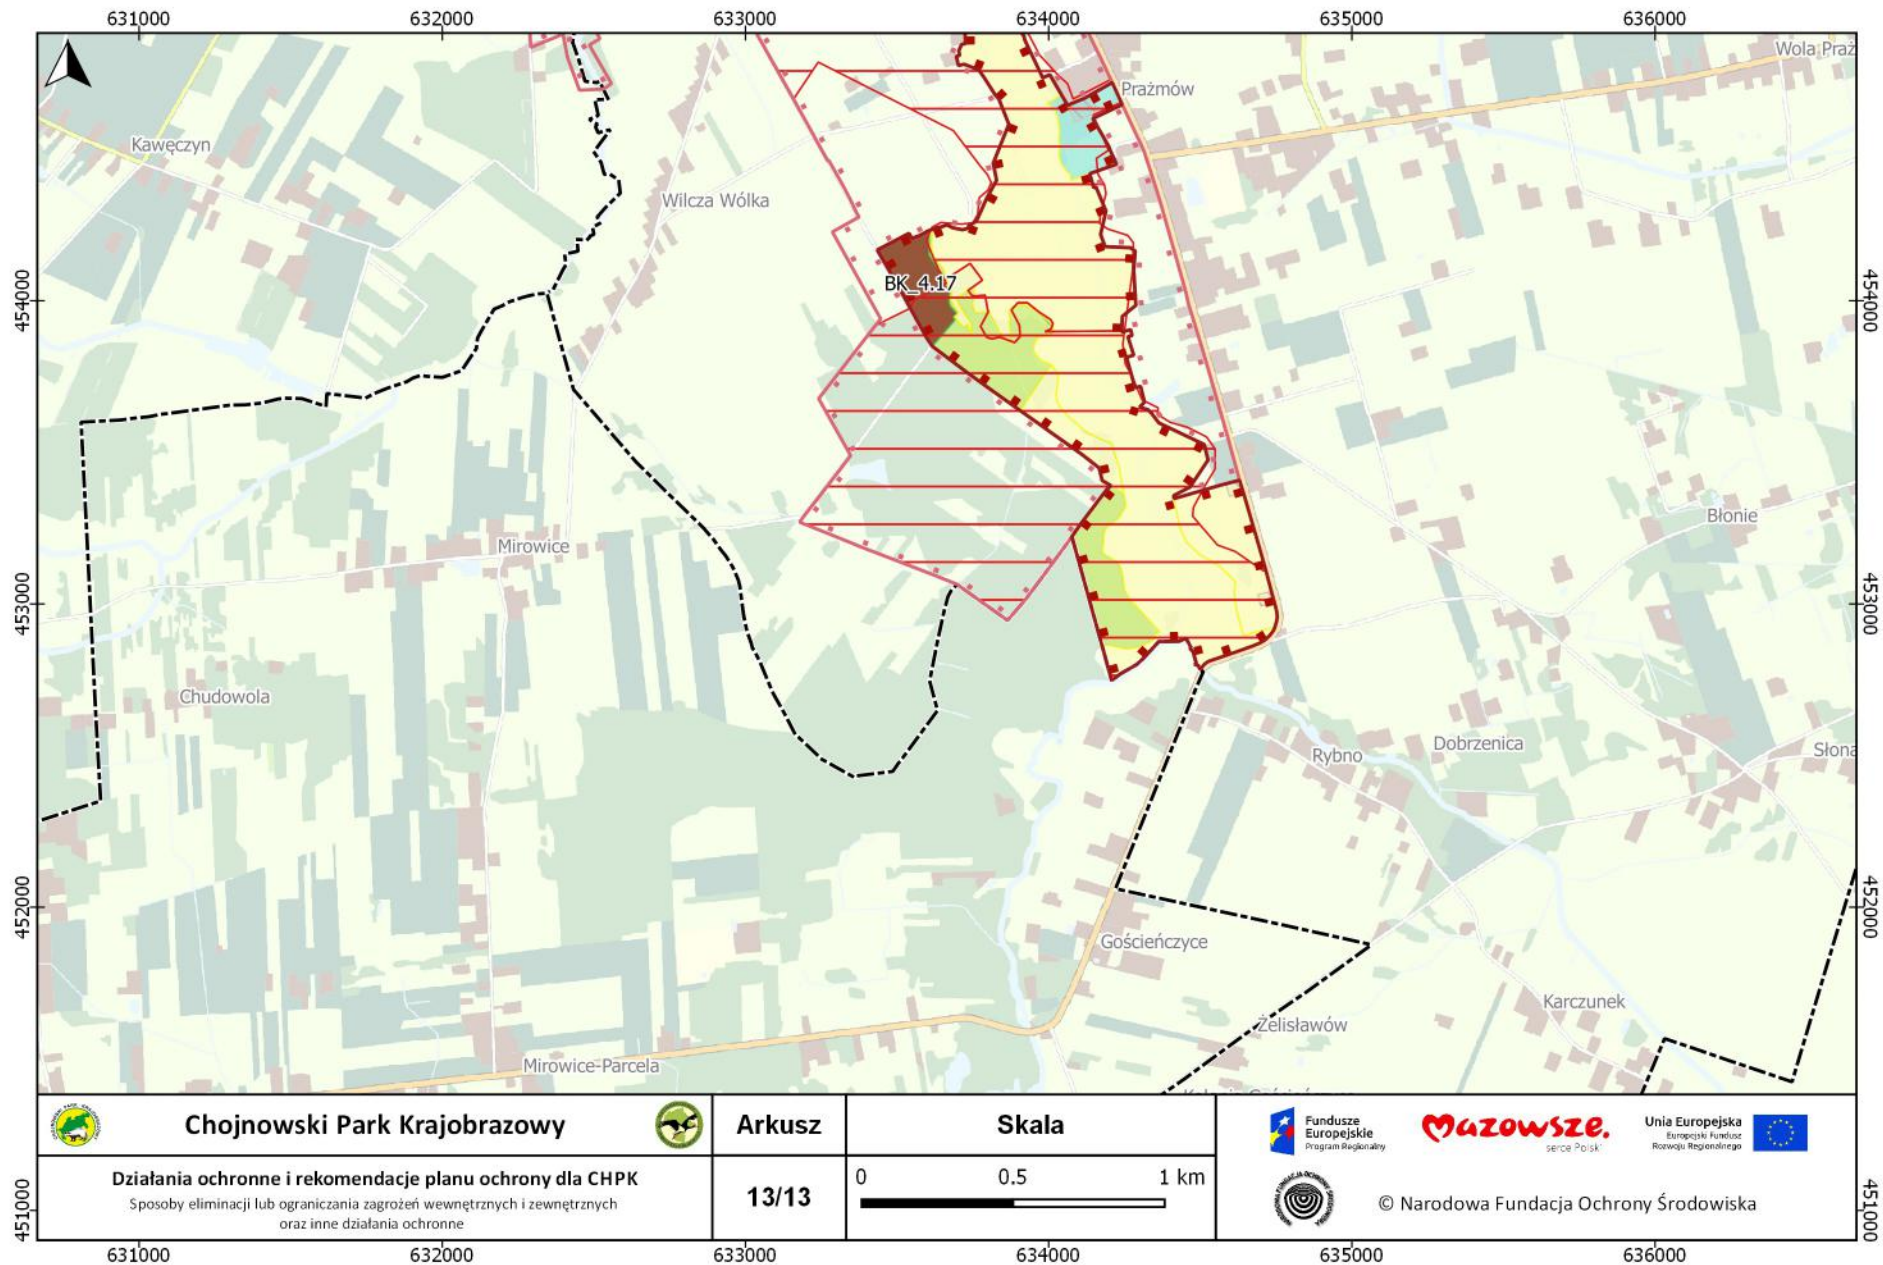 631000
632000
633000
634000
635000
636000
Wola Praż
Prażmów
Kawęczyn
Wilcza Wólka
454000
454000
BK_4.17
Błonie
Mirowice
453000
453000
Chudowola
Dobrzenica
Słona
Rybno
452000
452000
Gościeńczyce
Karczunek
Żelisławów
Mirowice-Parcela
Chojnowski Park Krajobrazowy
Arkusz
Skala
Fundusze
Europejskie
Program Regionalny
Mazowsze.
serce Polski
Unia Europejska
Europejski Fundusz
Rozwoju Regionalnego
Działania ochronne i rekomendacje planu ochrony dla CHPK
Sposoby eliminacji lub ograniczania zagrożeń wewnętrznych i zewnętrznych
oraz inne działania ochronne
13/13
0 0.5 1 km
© Narodowa Fundacja Ochrony Środowiska
451000
451000
631000
632000
633000
634000
635000
636000